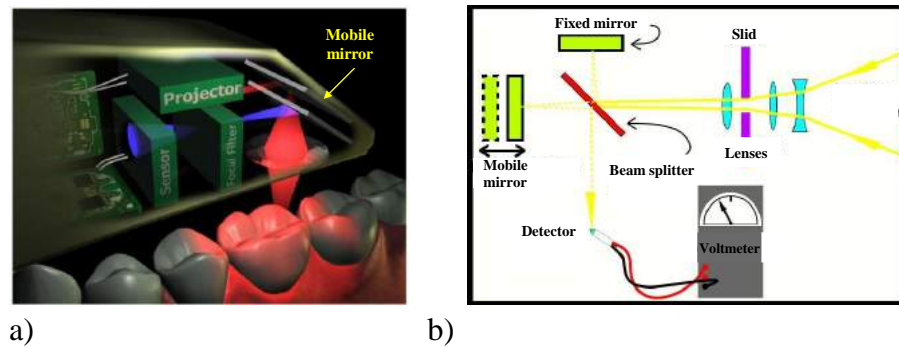 Mobile
mirror
Projector
Sensor
Focal Filter
a)
Fixed mirror
Slid
Mobile
mirror
Beam splitter
Lenses
Detector
Voltmeter
b)